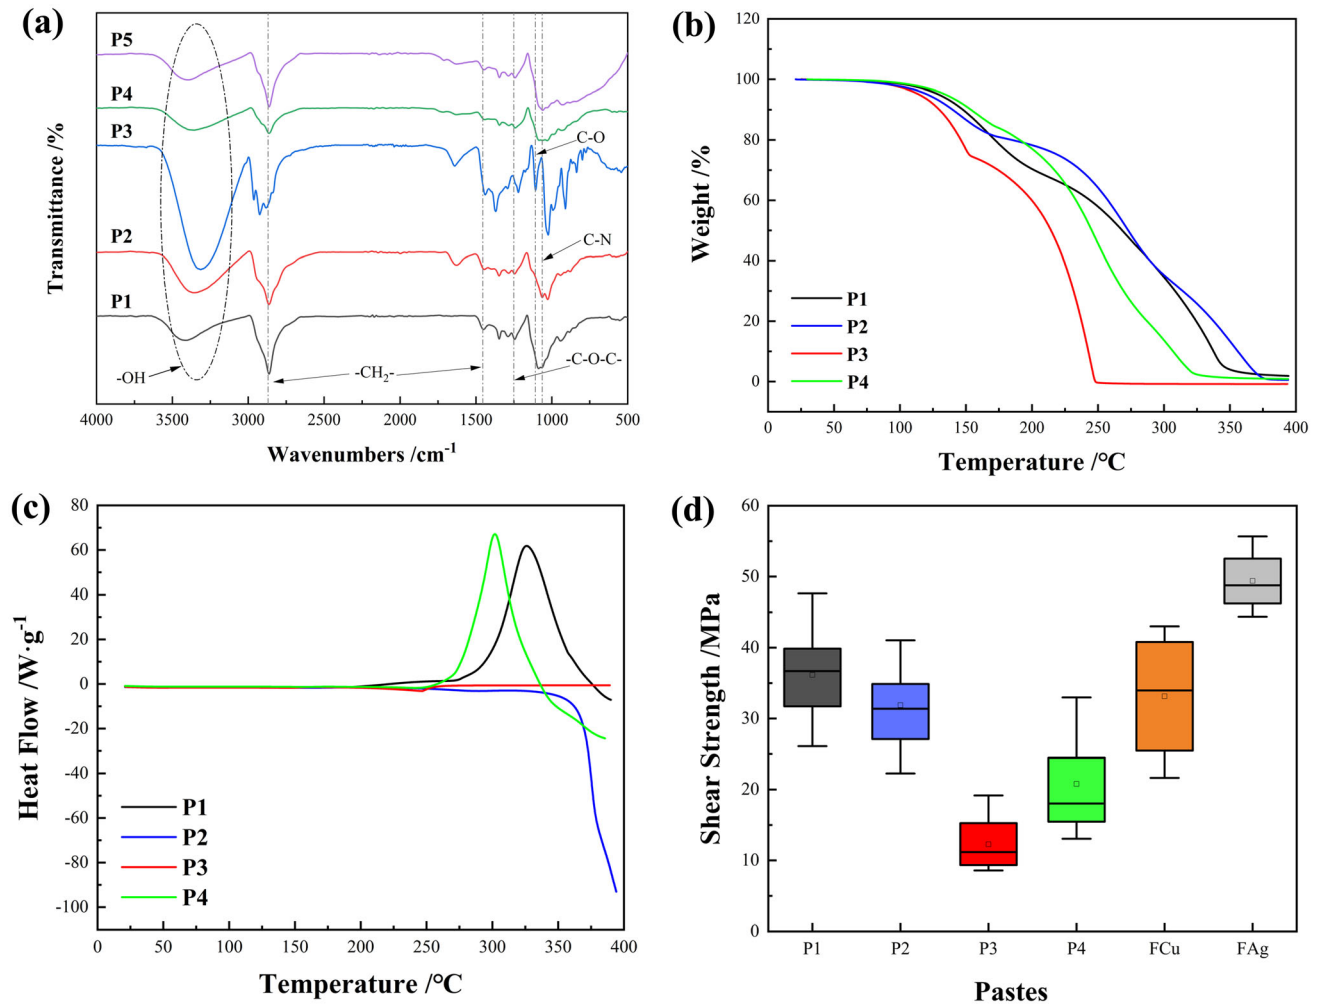 (a)
P5
P4
P3
P2
P1
C-O
C-N
-C-O-C-
-OH
-CH2-
Transmittance /%
4000 3500 3000 2500 2000 1500 1000 500
Wavenumbers /cm-1
(b)
120
100
80
60
40
20
0
Weight /%
P1
P2
P3
P4
0 50 100 150 200 250 300 350 400
Temperature /°C
(c)
80
60
40
20
0
-20
-40
-60
-80
-100
Heat Flow /W·g-1
P1
P2
P3
P4
0 50 100 150 200 250 300 350 400
Temperature /°C
(d)
60
50
40
30
20
10
0
Shear Strength /MPa
P1 P2 P3 P4 FCu FAg
Pastes